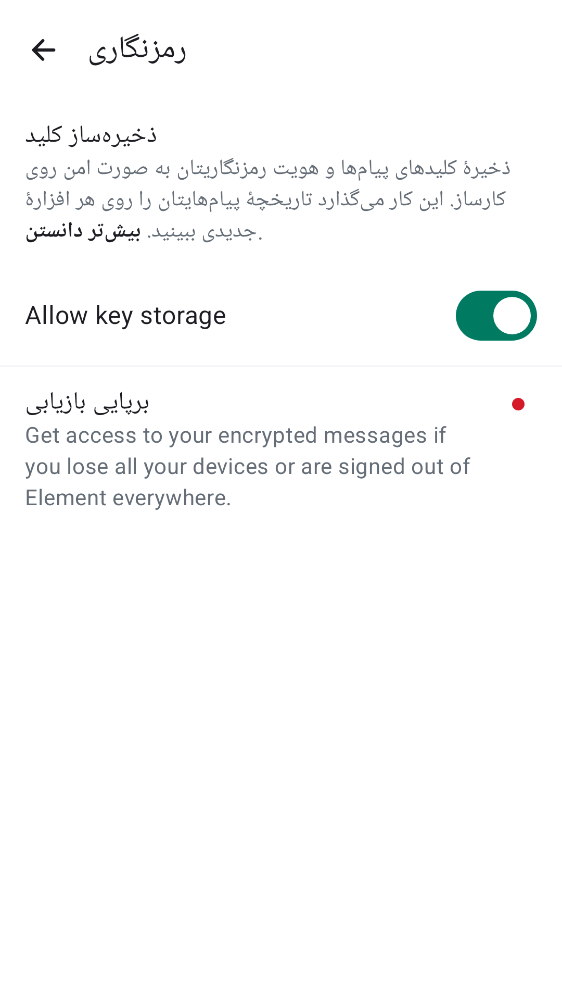 رمزنگاری
ذخیره‌ساز کلید
ذخیرهٔ کلیدهای پیام‌ها و هویت رمزنگاریتان به صورت امن روی
کارساز. این کار می‌گذارد تاریخچهٔ پیام‌هایتان را روی هر افزارهٔ
جدیدی ببینید. بیش‌تر دانستن.
Allow key storage
برپایی بازیابی
Get access to your encrypted messages if
you lose all your devices or are signed out of
Element everywhere.